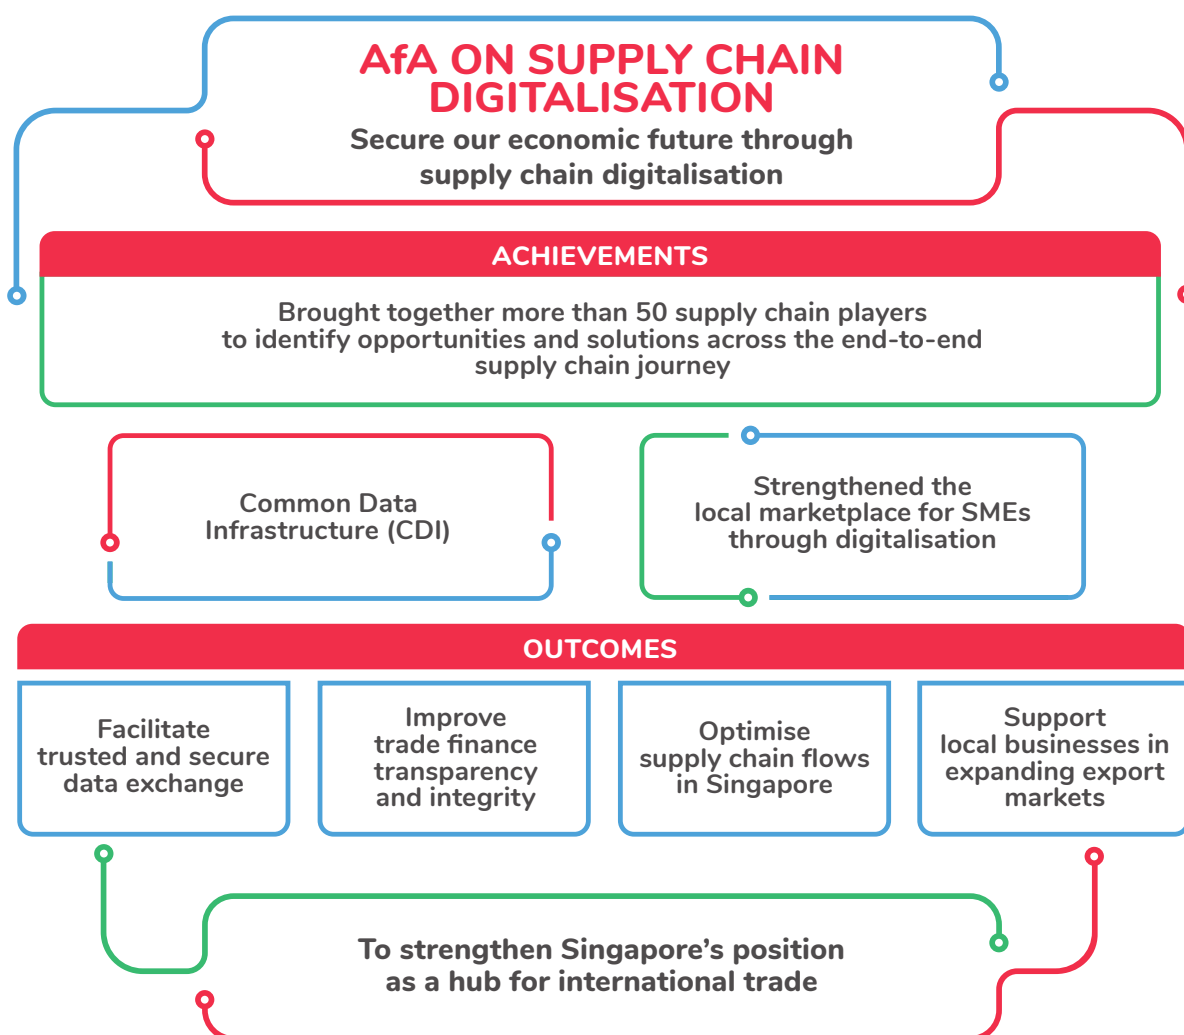 AfA ON SUPPLY CHAIN
DIGITALISATION
Secure our economic future through
supply chain digitalisation
ACHIEVEMENTS
Brought together more than 50 supply chain players
to identify opportunities and solutions across the end-to-end
supply chain journey
Common Data
Infrastructure (CDI)
Strengthened the
local marketplace for SMEs
through digitalisation
OUTCOMES
Facilitate
trusted and secure
data exchange
Improve
trade finance
transparency
and integrity
Optimise
supply chain flows
in Singapore
Support
local businesses in
expanding export
markets
To strengthen Singapore’s position
as a hub for international trade